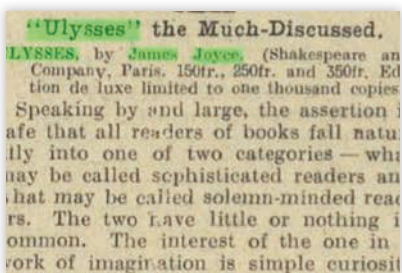 "Ulysses" the Much-Discussed.
ULYSSES, by James Joyce. (Shakespeare an
Company, Paris. 150fr., 250fr. and 350fr. Ed
tion de luxe limited to one thousand copies
Speaking by and large, the assertion i
afe that all readers of books fall natu
lly into one of two categories — wha
nay be called sophisticated readers an
hat may be called solemn-minded read
rs. The two have little or nothing i
ommon. The interest of the one in
vork of imagination is simple curiosit